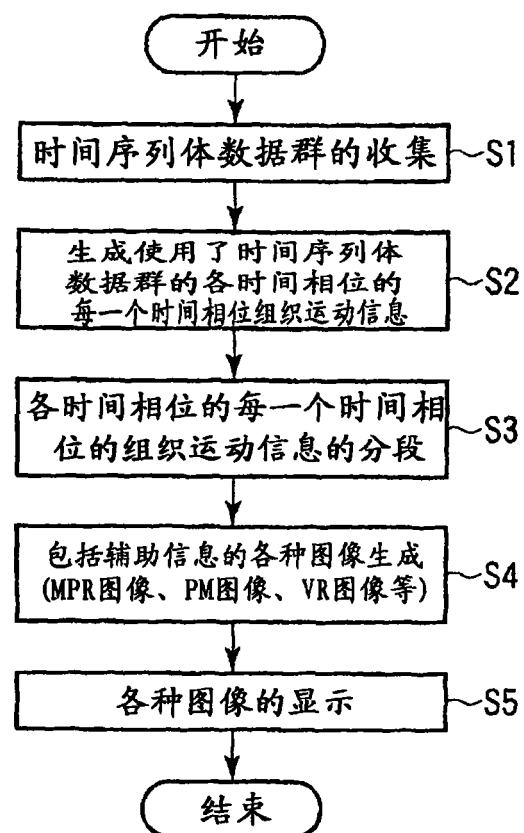 开始
时间序列体数据群的收集 S1
生成使用了时间序列体
数据群的各时间相位的
每一个时间相位组织运动信息 S2
各时间相位的每一个时间相
位的组织运动信息的分段 S3
包括辅助信息的各种图像生成
(MPR图像、PM图像、VR图像等) S4
各种图像的显示 S5
结束